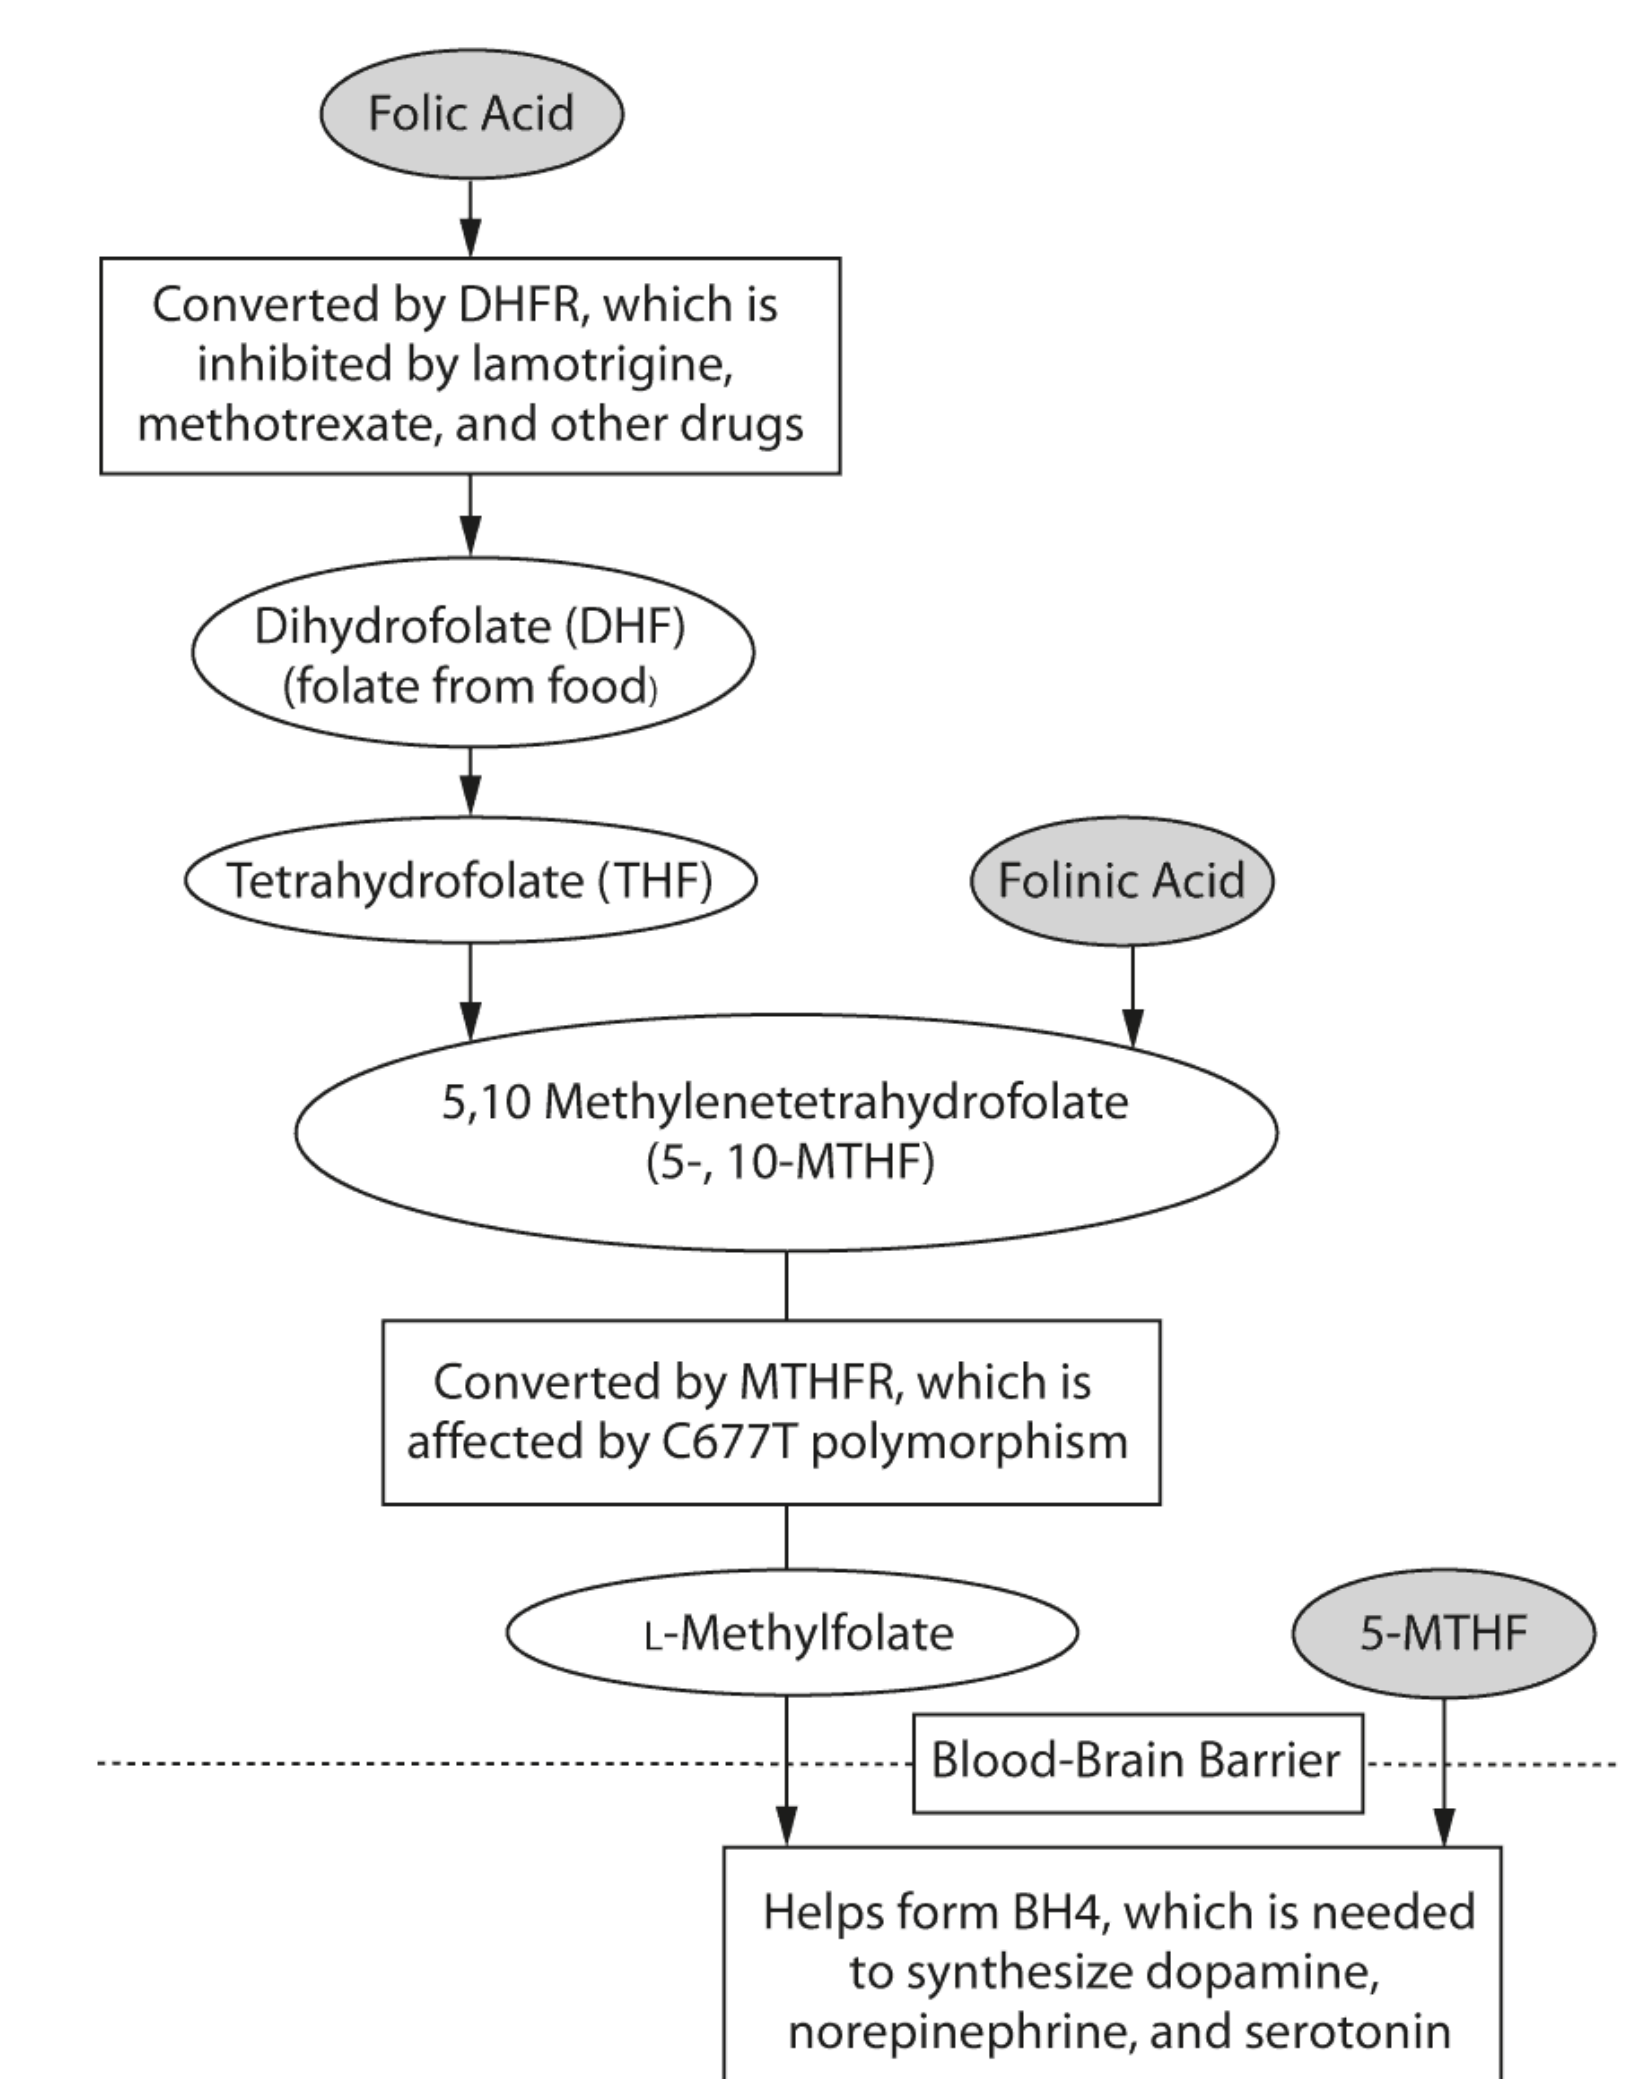 Folic Acid
Converted by DHFR, which is
inhibited by lamotrigine,
methotrexate, and other drugs
Dihydrofolate (DHF)
(folate from food)
Tetrahydrofolate (THF)
Folinic Acid
5,10 Methylenetetrahydrofolate
(5-, 10-MTHF)
Converted by MTHFR, which is
affected by C677T polymorphism
L-Methylfolate
5-MTHF
Blood-Brain Barrier
Helps form BH4, which is needed
to synthesize dopamine,
norepinephrine, and serotonin